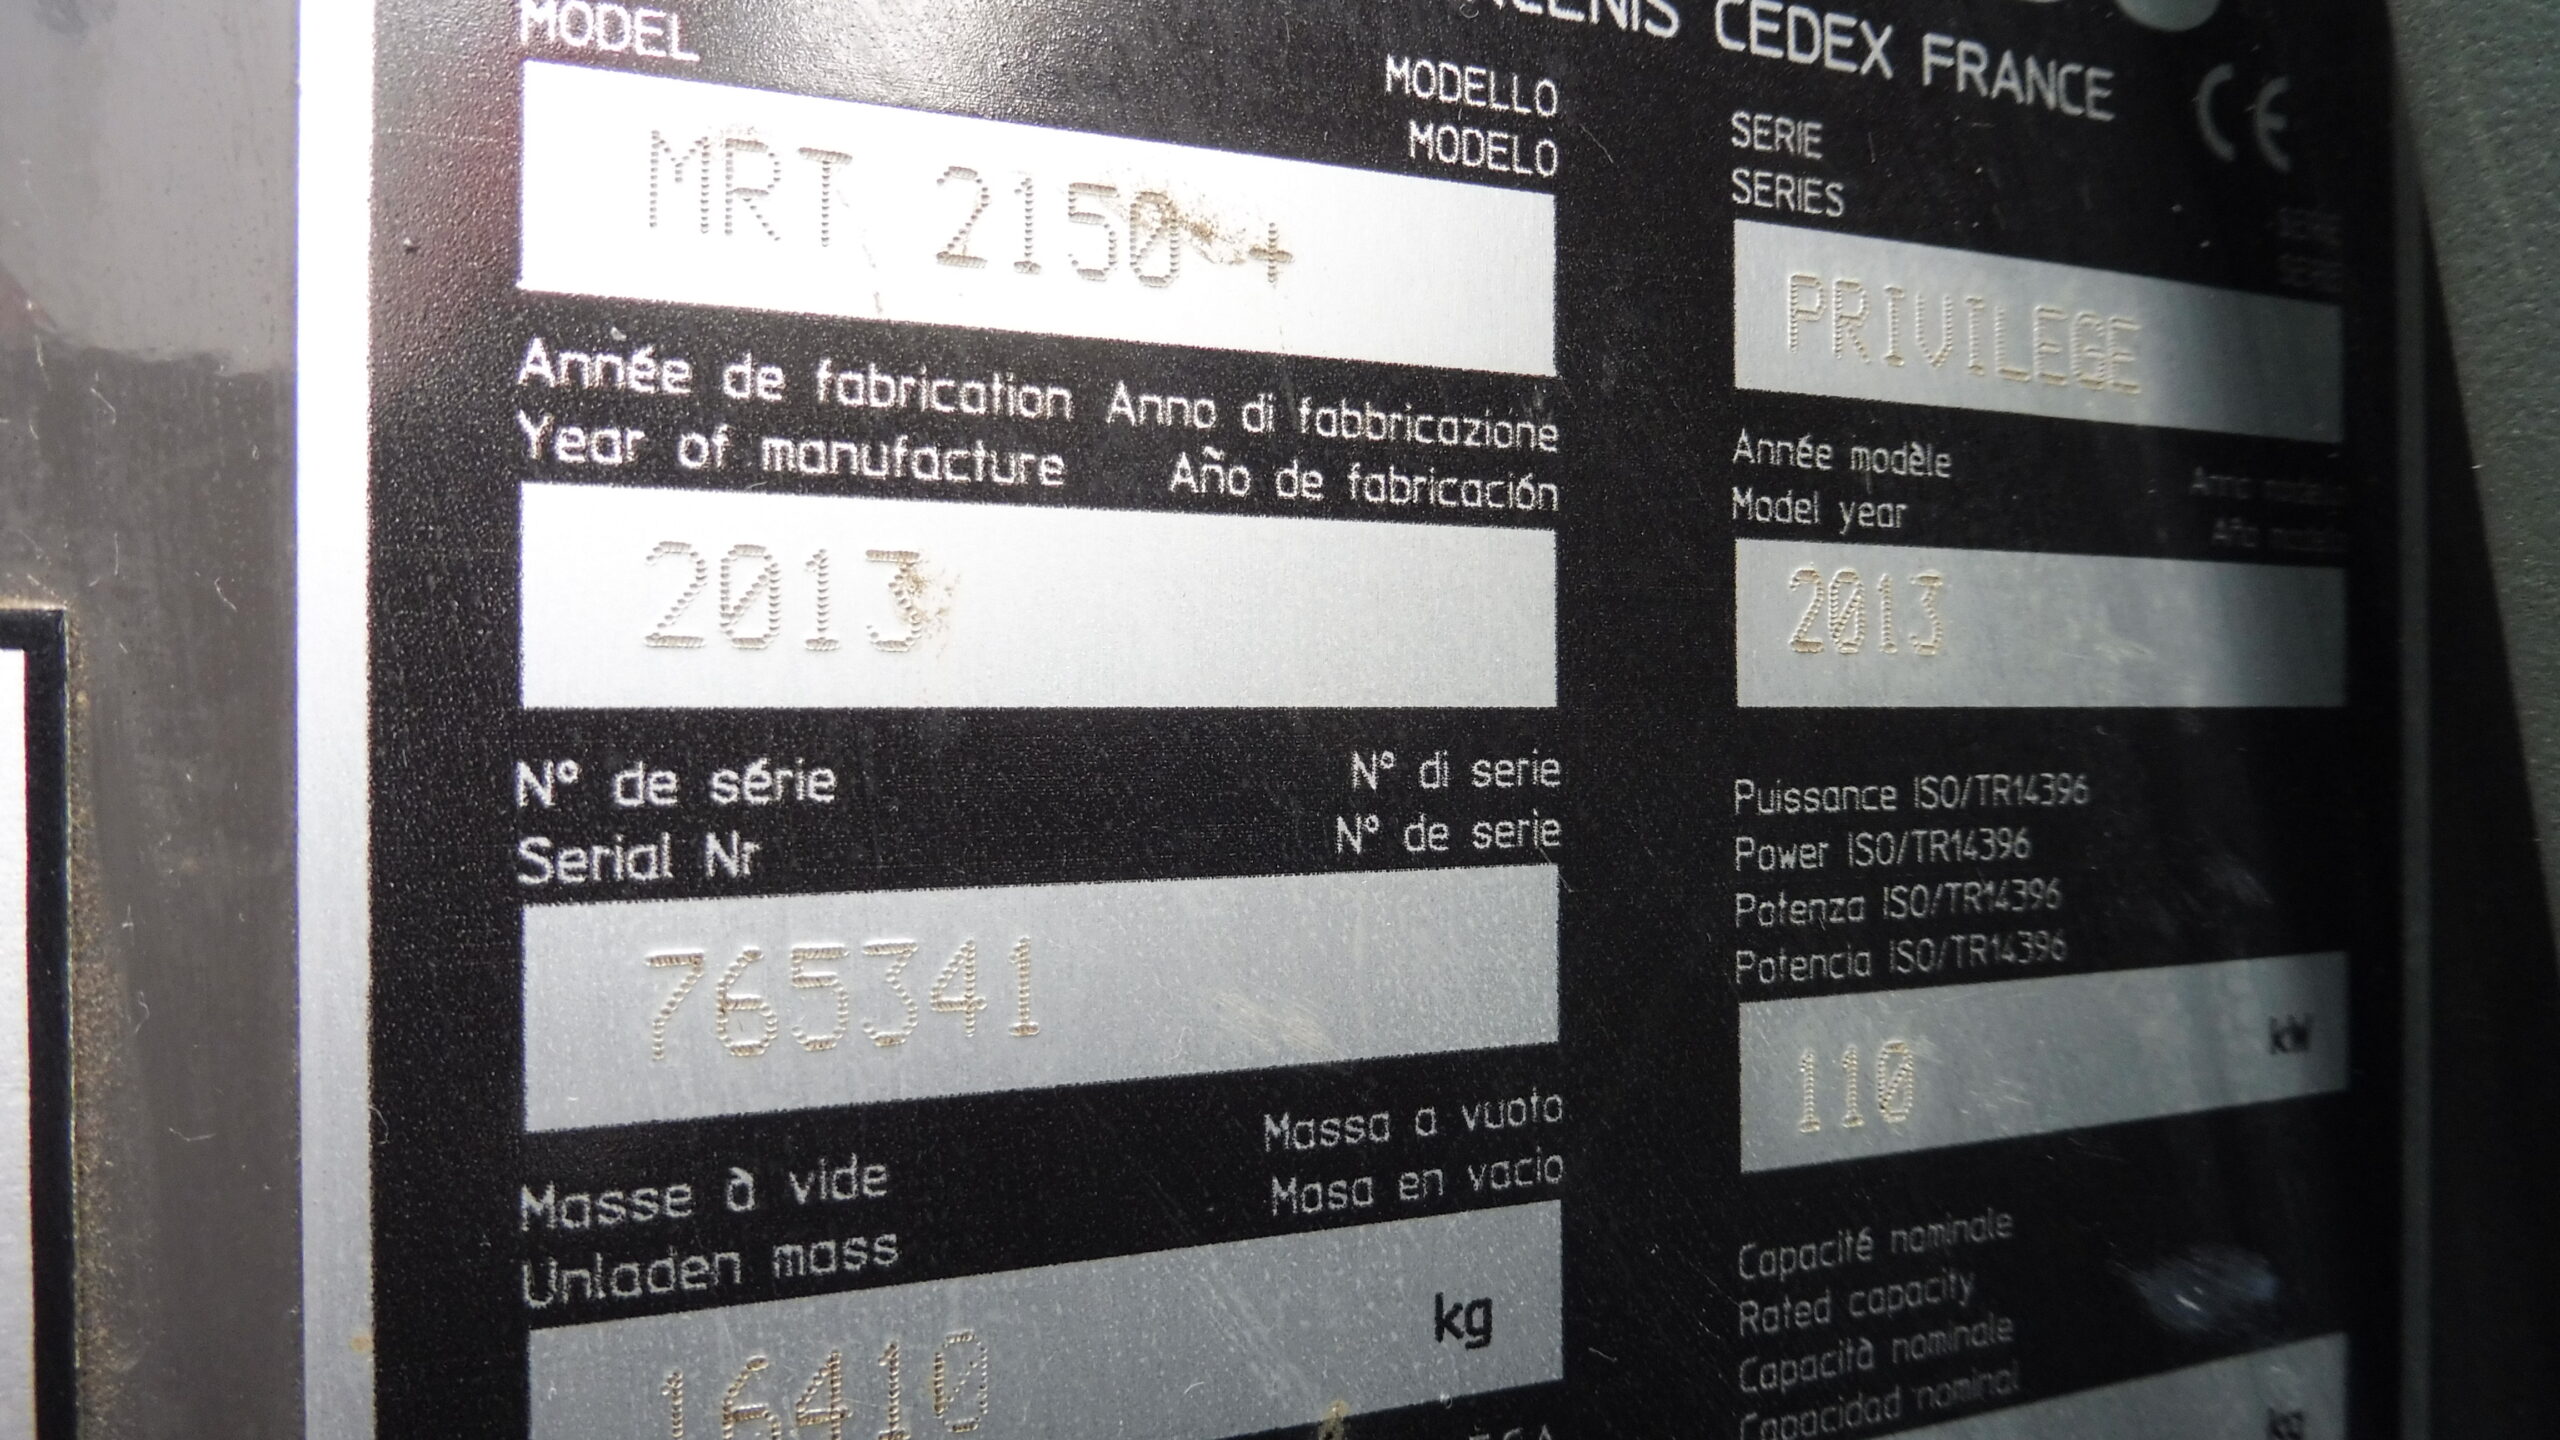 CEDEX FRANCE
CE
MODEL
MODELLO
MODELO
MRT 2150 +
SERIE
SERIES
PRIVILEGE
Année de fabrication Anno di fabbricazione
Year of manufacture Año de fabricación
2013
Année modèle
Model year
2013
N° de série N° di serie
Serial Nr N° de serie
765341
Puissance ISO/TR14396
Power ISO/TR14396
Potenza ISO/TR14396
Potencia ISO/TR14396
110 kW
Masse à vide Massa a vuoto
Unladen mass Masa en vacio
16410 kg
Capacité nominale
Rated capacity
Capacità nominale
Capacidad nominal
kg